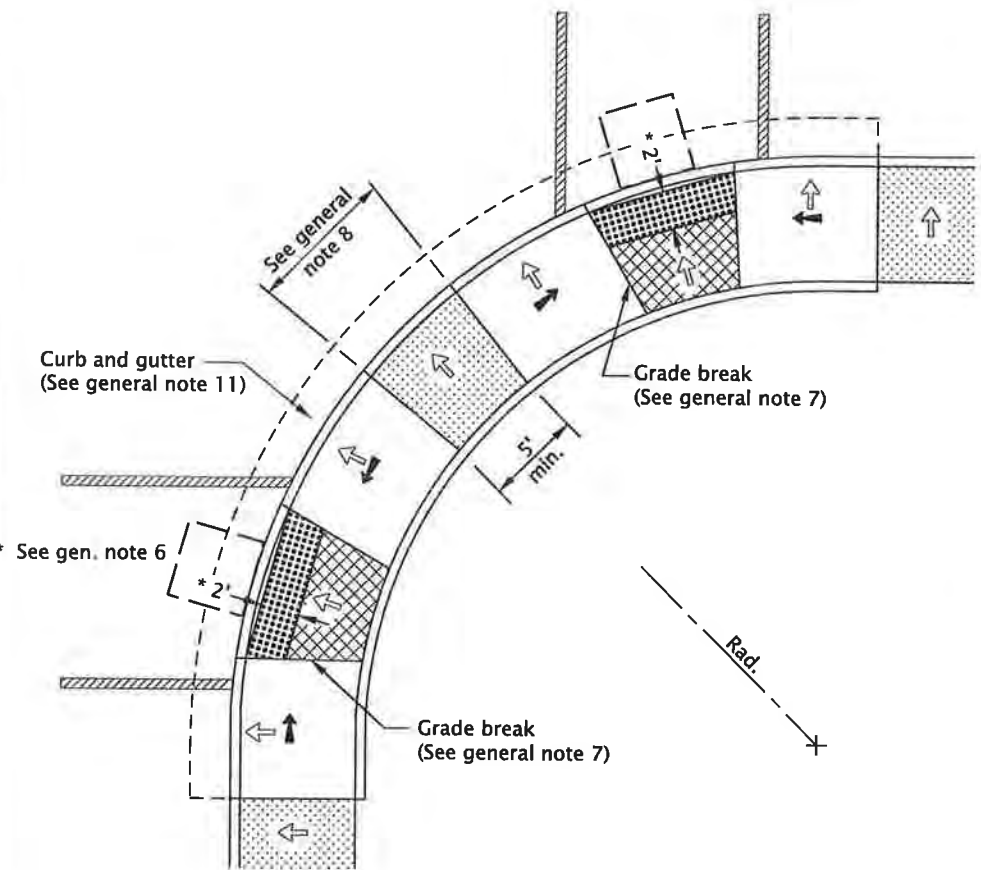 * 2'
See general
note 8
Curb and gutter
(See general note 11)
Grade break
(See general note 7)
5'
min.
* See gen. note 6
* 2'
Rad.
Grade break
(See general note 7)